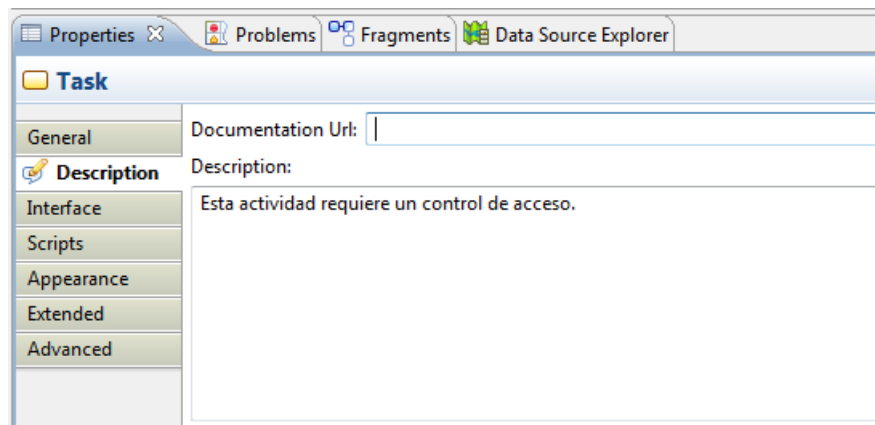 Properties Problems Fragments Data Source Explorer
Task
General
Description
Interface
Scripts
Appearance
Extended
Advanced
Documentation Url:
Description:
Esta actividad requiere un control de acceso.